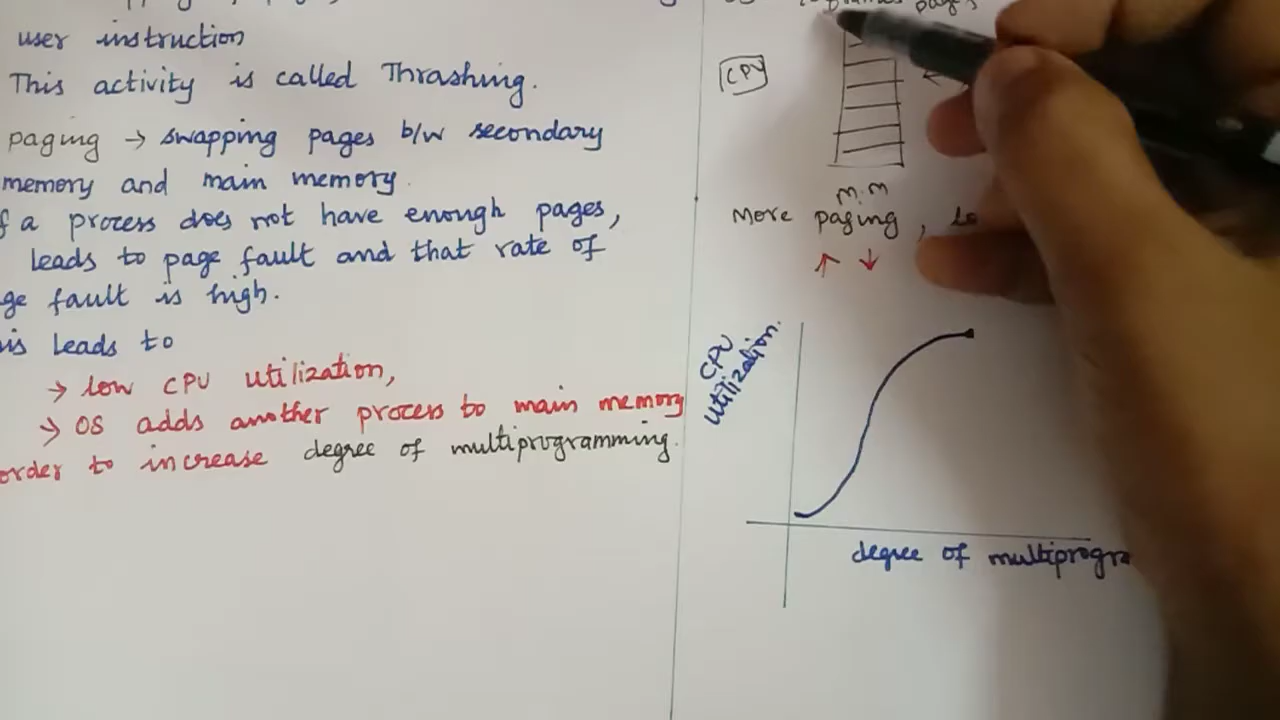 user instruction
This activity is called Thrashing.
paging → swapping pages b/w secondary
memory and main memory.
f a process does not have enough pages,
leads to page fault and that rate of
ge fault is high.
is leads to
→ low CPU utilization,
→ OS adds another process to main memory
order to increase degree of multiprogramming.
pages
CPU
M.M
More paging,
↑ ↓
CPU
utilization.
degree of multiprogra